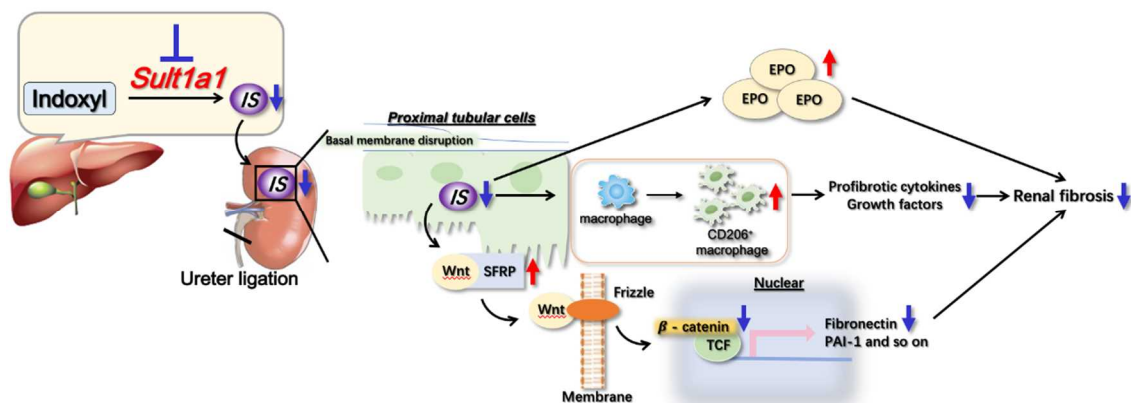 Sult1a1
Indoxyl
IS
IS
Ureter ligation
Proximal tubular cells
Basal membrane disruption
IS
EPO
EPO
EPO
macrophage
CD206⁺
macrophage
Profibrotic cytokines
Growth factors
Renal fibrosis
Wnt
SFRP
Wnt
Frizzle
Membrane
Nuclear
β - catenin
TCF
Fibronectin
PAI-1 and so on